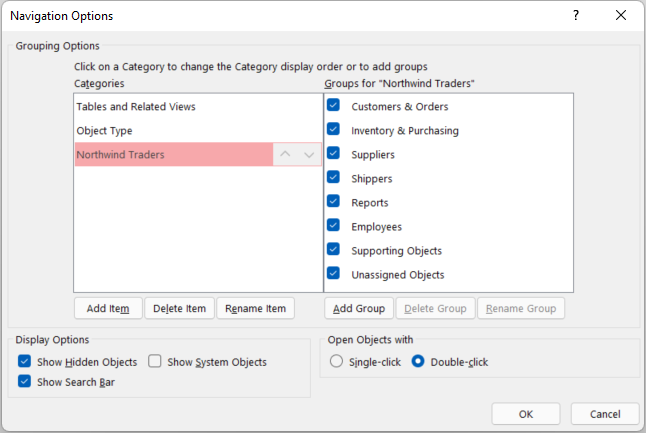 Navigation Options
Grouping Options
Click on a Category to change the Category display order or to add groups
Categories
Groups for "Northwind Traders"
Tables and Related Views
Object Type
Northwind Traders
Customers & Orders
Inventory & Purchasing
Suppliers
Shippers
Reports
Employees
Supporting Objects
Unassigned Objects
Add Item Delete Item Rename Item
Add Group Delete Group Rename Group
Display Options
Show Hidden Objects Show System Objects
Show Search Bar
Open Objects with
Single-click Double-click
OK Cancel